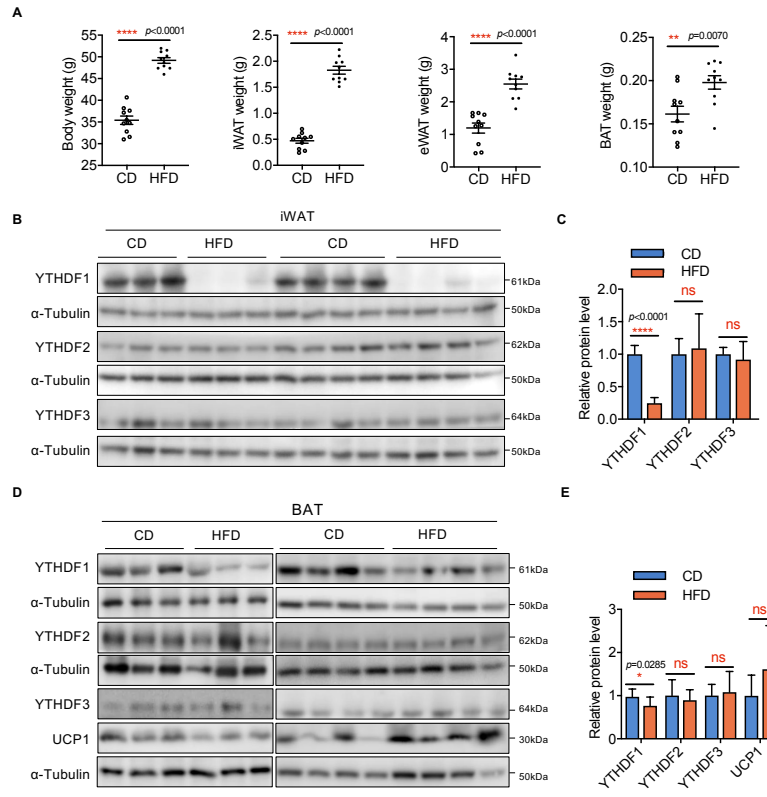 A
**** p<0.0001
Body weight (g)
55
50
45
40
35
30
25
CD HFD
**** p<0.0001
iWAT weight (g)
2.5
2.0
1.5
1.0
0.5
0.0
CD HFD
**** p<0.0001
eWAT weight (g)
4
3
2
1
0
CD HFD
** p=0.0070
BAT weight (g)
0.25
0.20
0.15
0.10
CD HFD
B
iWAT
CD HFD CD HFD
YTHDF1 61kDa
α-Tubulin 50kDa
YTHDF2 62kDa
α-Tubulin 50kDa
YTHDF3 64kDa
α-Tubulin 50kDa
C
CD
HFD
Relative protein level
2.0
1.5
1.0
0.5
0.0
p<0.0001
****
ns
ns
YTHDF1
YTHDF2
YTHDF3
D
BAT
CD HFD CD HFD
YTHDF1 61kDa
α-Tubulin 50kDa
YTHDF2 62kDa
α-Tubulin 50kDa
YTHDF3 64kDa
UCP1 30kDa
α-Tubulin 50kDa
E
CD
HFD
Relative protein level
3
2
1
0
p=0.0285
*
ns
ns
ns
YTHDF1
YTHDF2
YTHDF3
UCP1